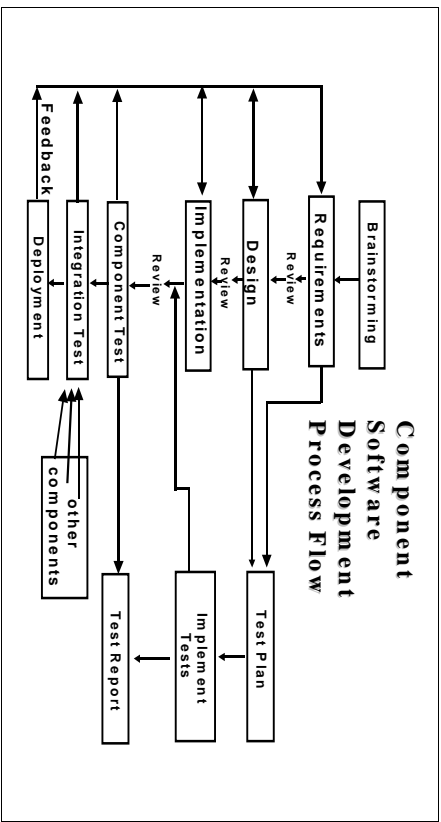 Component
Software
Development
Process Flow
Brainstorming
Requirements
Review
Design
Review
Implementation
Review
Component Test
Integration Test
Deployment
Feedback
Test Plan
Implement
Tests
Test Report
other
components